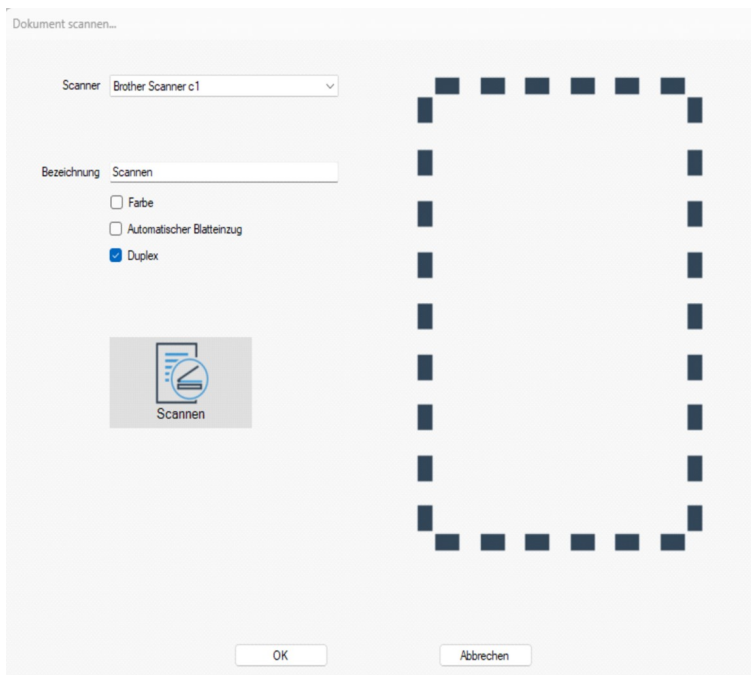 Dokument scannen...
Scanner Brother Scanner c1
Bezeichnung Scannen
Farbe
Automatischer Blatteinzug
Duplex
Scannen
OK Abbrechen